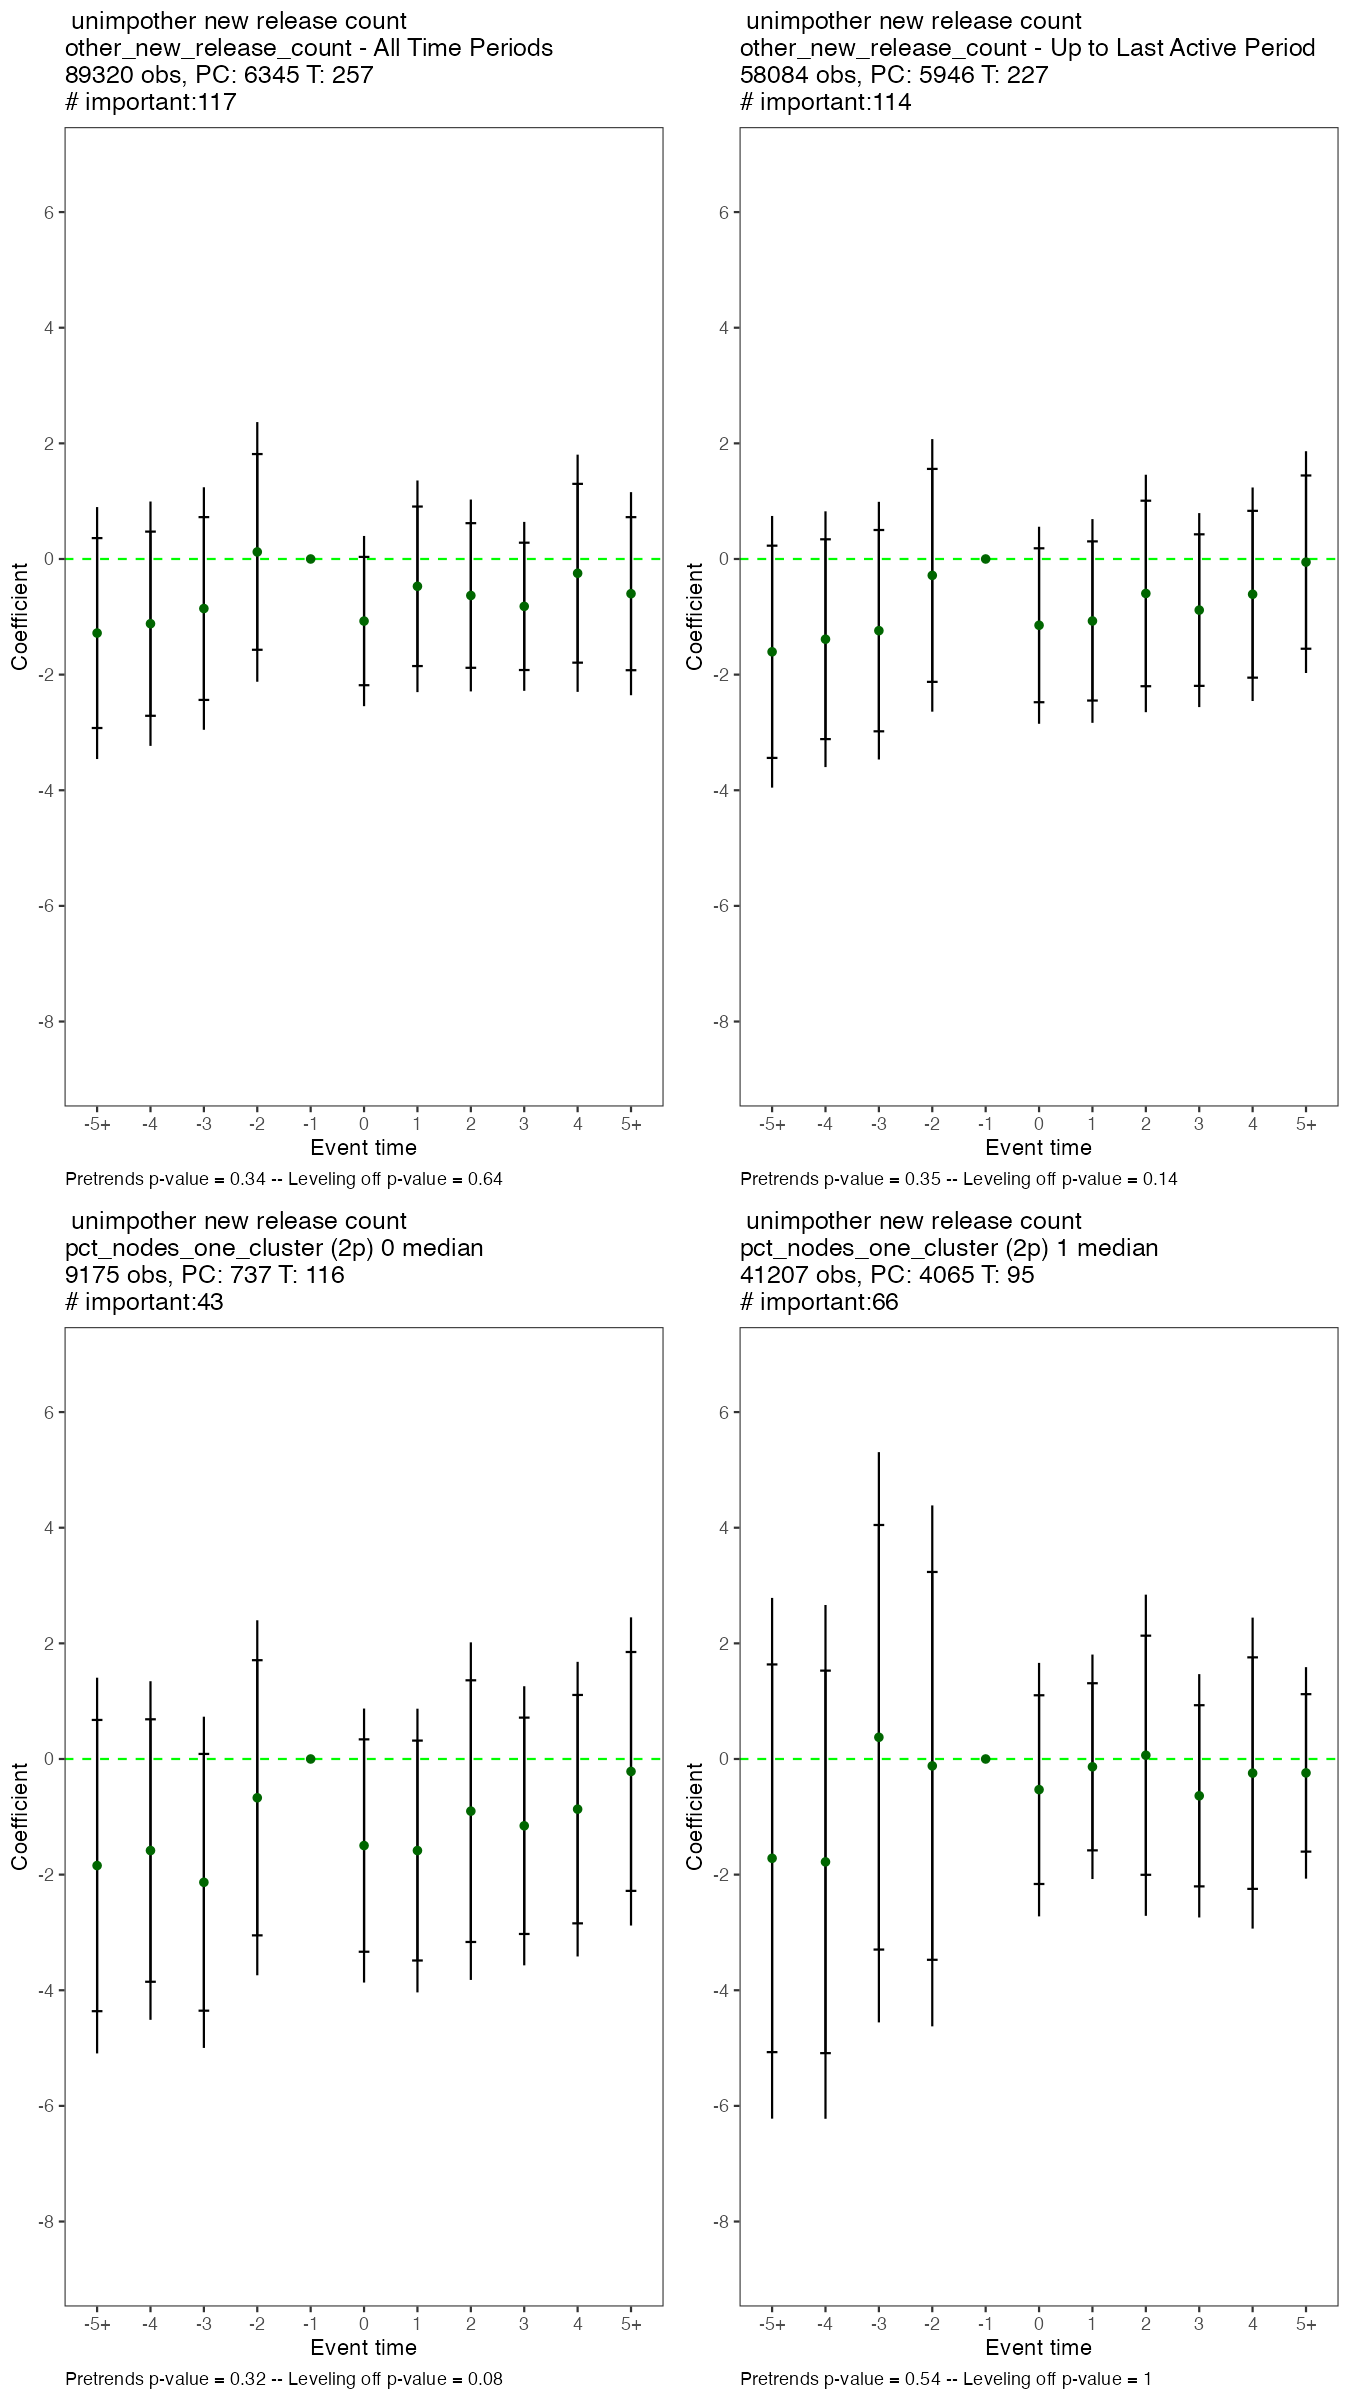 unimpother new release count
other_new_release_count - All Time Periods
89320 obs, PC: 6345 T: 257
# important:117
6
4
2
0
-2
-4
-6
-8
Coefficient
-5+ -4 -3 -2 -1 0 1 2 3 4 5+
Event time
Pretrends p-value = 0.34 -- Leveling off p-value = 0.64
unimpother new release count
other_new_release_count - Up to Last Active Period
58084 obs, PC: 5946 T: 227
# important:114
6
4
2
0
-2
-4
-6
-8
Coefficient
-5+ -4 -3 -2 -1 0 1 2 3 4 5+
Event time
Pretrends p-value = 0.35 -- Leveling off p-value = 0.14
unimpother new release count
pct_nodes_one_cluster (2p) 0 median
9175 obs, PC: 737 T: 116
# important:43
6
4
2
0
-2
-4
-6
-8
Coefficient
-5+ -4 -3 -2 -1 0 1 2 3 4 5+
Event time
Pretrends p-value = 0.32 -- Leveling off p-value = 0.08
unimpother new release count
pct_nodes_one_cluster (2p) 1 median
41207 obs, PC: 4065 T: 95
# important:66
6
4
2
0
-2
-4
-6
-8
Coefficient
-5+ -4 -3 -2 -1 0 1 2 3 4 5+
Event time
Pretrends p-value = 0.54 -- Leveling off p-value = 1